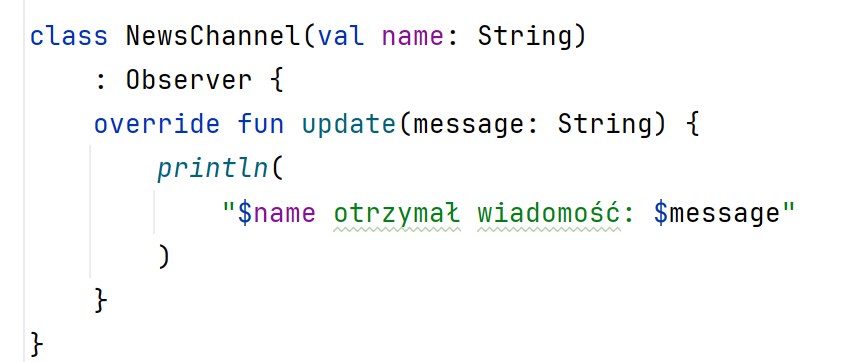 class NewsChannel(val name: String)
    : Observer {
    override fun update(message: String) {
        println(
            "$name otrzymał wiadomość: $message"
        )
    }
}